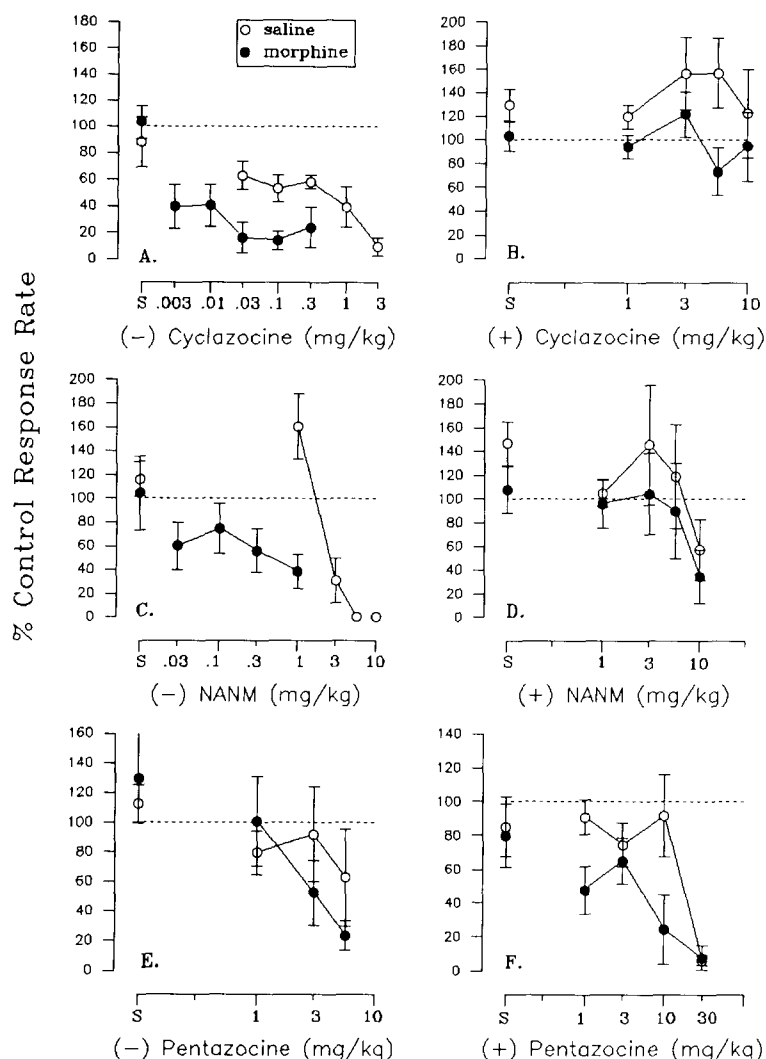 % Control Response Rate
180
160
140
120
100
80
60
40
20
0
saline
morphine
A.
S .003 .01 .03 .1 .3 1 3
(−) Cyclazocine (mg/kg)
200
180
160
140
120
100
80
60
40
20
0
B.
S 1 3 10
(+) Cyclazocine (mg/kg)
200
180
160
140
120
100
80
60
40
20
0
C.
S .03 .1 .3 1 3 10
(−) NANM (mg/kg)
200
180
160
140
120
100
80
60
40
20
0
D.
S 1 3 10
(+) NANM (mg/kg)
160
140
120
100
80
60
40
20
0
E.
S 1 3 10
(−) Pentazocine (mg/kg)
140
120
100
80
60
40
20
0
F.
S 1 3 10 30
(+) Pentazocine (mg/kg)